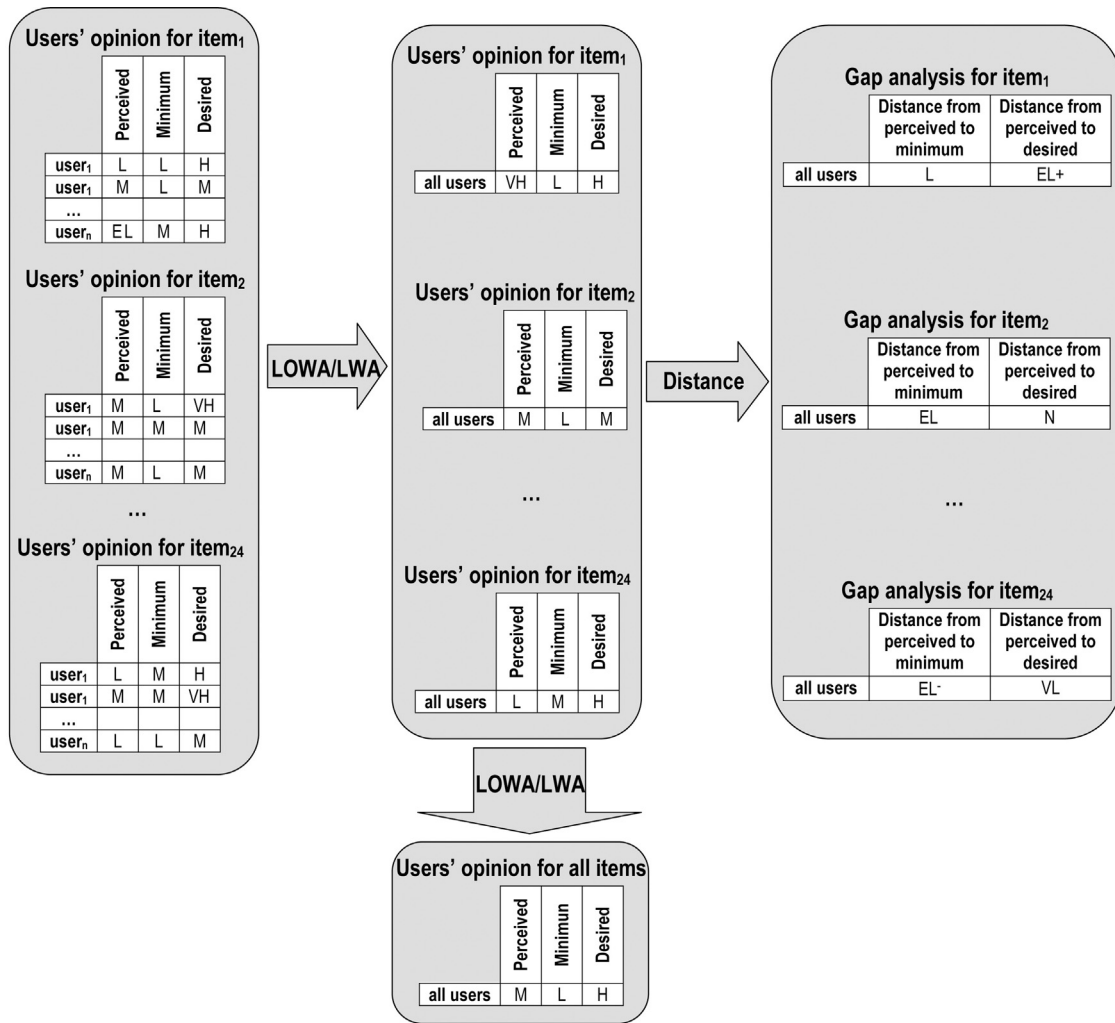 Users’ opinion for item1
Perceived Minimum Desired
user1 L L H
user1 M L M
...
usern EL M H
Users’ opinion for item2
Perceived Minimum Desired
user1 M L VH
user1 M M M
...
usern M L M
...
Users’ opinion for item24
Perceived Minimum Desired
user1 L M H
user1 M M VH
...
usern L L M
LOWA/LWA
Users’ opinion for item1
Perceived Minimum Desired
all users VH L H
Users’ opinion for item2
Perceived Minimum Desired
all users M L M
...
Users’ opinion for item24
Perceived Minimum Desired
all users L M H
Distance
Gap analysis for item1
Distance from Distance from
perceived to perceived to
minimum desired
all users L EL+
Gap analysis for item2
Distance from Distance from
perceived to perceived to
minimum desired
all users EL N
...
Gap analysis for item24
Distance from Distance from
perceived to perceived to
minimum desired
all users EL- VL
LOWA/LWA
Users’ opinion for all items
Perceived Minimun Desired
all users M L H